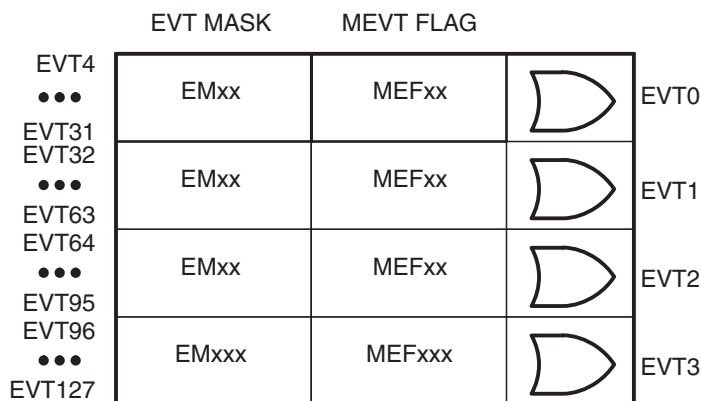 EVT MASK MEVT FLAG
EVT4
EMxx MEFxx EVT0
EVT31
EVT32
EMxx MEFxx EVT1
EVT63
EVT64
EMxx MEFxx EVT2
EVT95
EVT96
EMxxx MEFxxx EVT3
EVT127